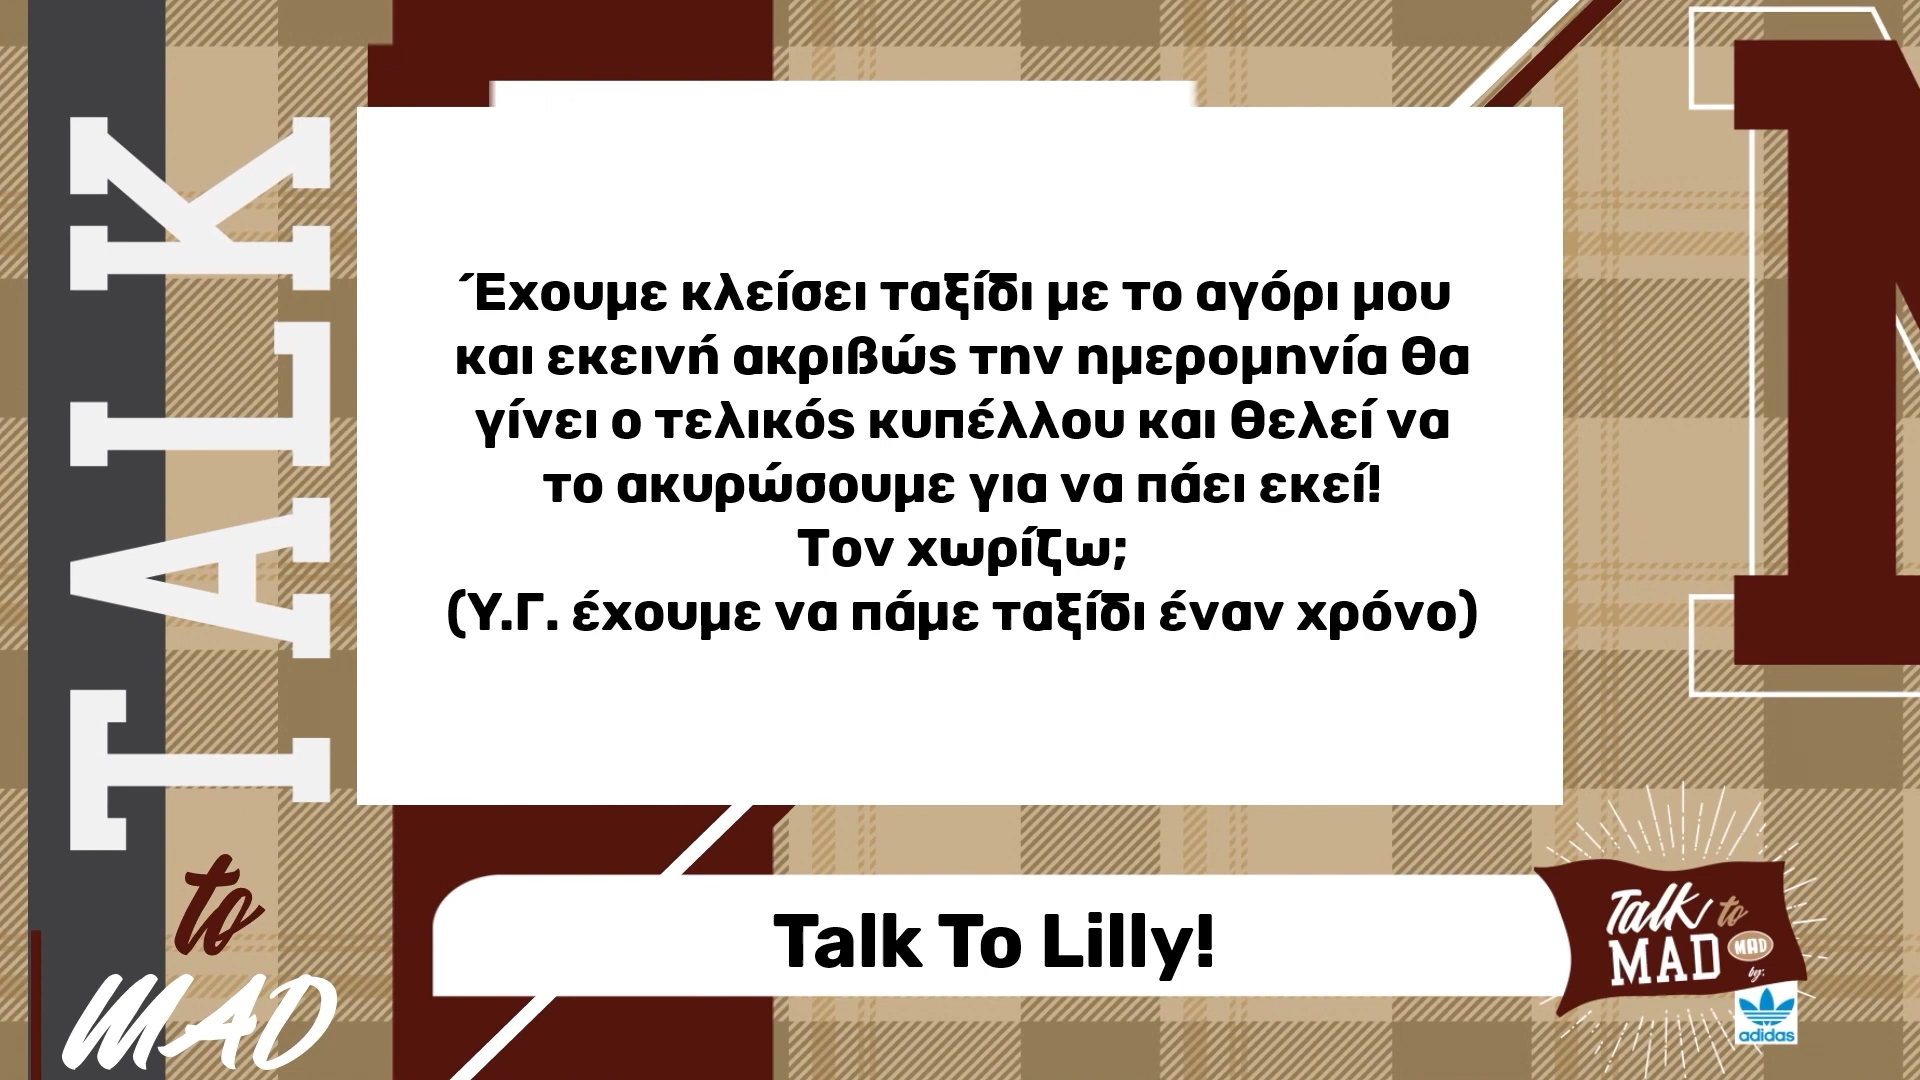 TALK
to
MAD
Έχουμε κλείσει ταξίδι με το αγόρι μου
και εκεινή ακριβώς την ημερομηνία θα
γίνει ο τελικός κυπέλλου και θελεί να
το ακυρώσουμε για να πάει εκεί!
Τον χωρίζω;
(Υ.Γ. έχουμε να πάμε ταξίδι έναν χρόνο)
Talk To Lilly!
Talk to
MAD MAD
by:
adidas